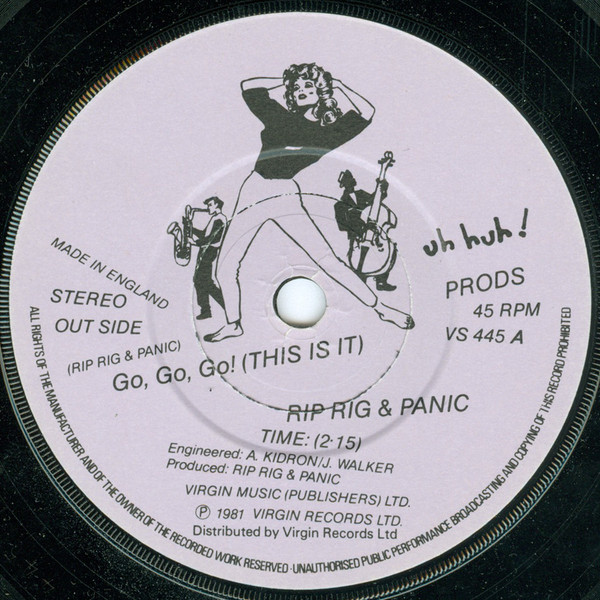 uh huh!
PRODS
MADE IN ENGLAND
STEREO
OUT SIDE
45 RPM
VS 445 A
(RIP RIG & PANIC)
Go, Go, Go! (THIS IS IT)
RIP RIG & PANIC
TIME: (2·15)
Engineered: A. KIDRON/J. WALKER
Produced: RIP RIG & PANIC
VIRGIN MUSIC (PUBLISHERS) LTD.
℗ 1981 VIRGIN RECORDS LTD.
Distributed by Virgin Records Ltd
ALL RIGHTS OF THE MANUFACTURER AND OF THE OWNER OF THE RECORDED WORK RESERVED · UNAUTHORISED PUBLIC PERFORMANCE BROADCASTING AND COPYING OF THIS RECORD PROHIBITED